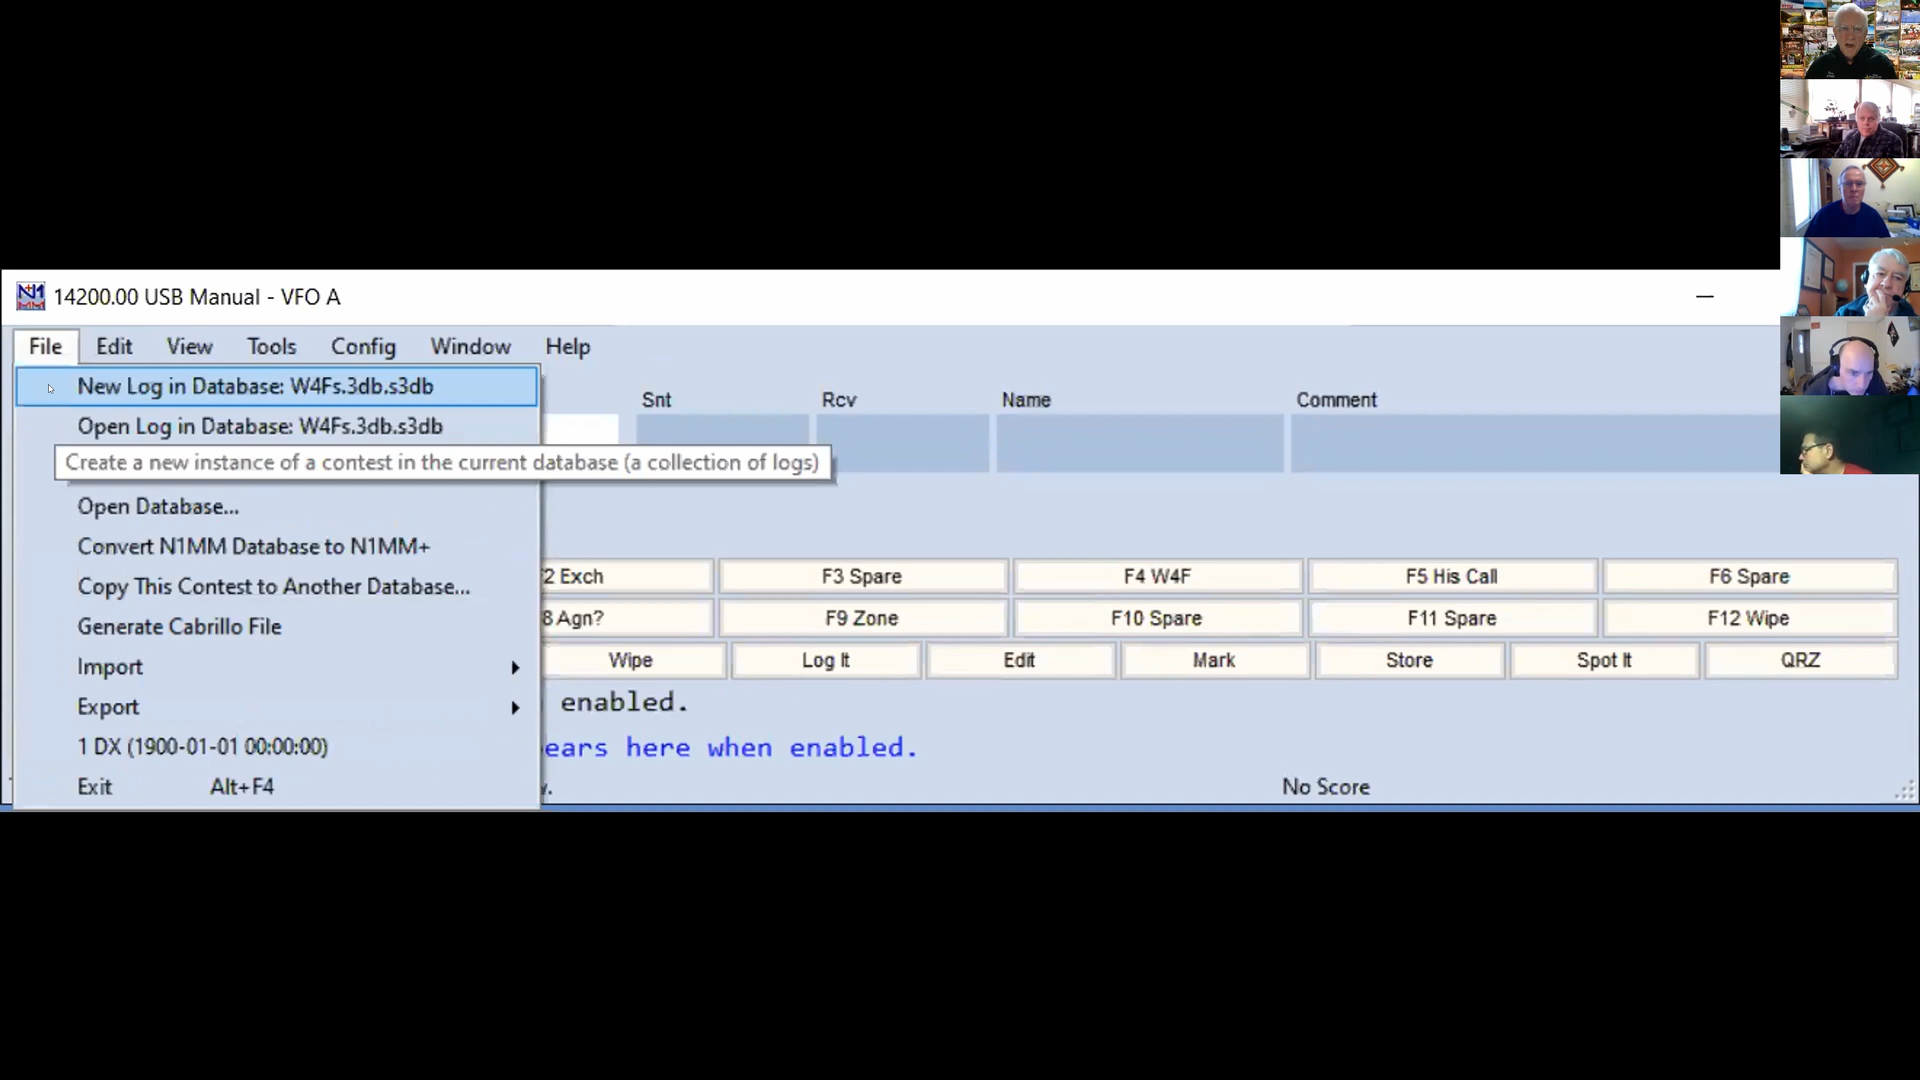 14200.00 USB Manual - VFO A
File Edit View Tools Config Window Help
New Log in Database: W4Fs.3db.s3db
Open Log in Database: W4Fs.3db.s3db
Create a new instance of a contest in the current database (a collection of logs)
Open Database...
Convert N1MM Database to N1MM+
Copy This Contest to Another Database...
Generate Cabrillo File
Import
Export
1 DX (1900-01-01 00:00:00)
Exit Alt+F4
Snt Rcv Name Comment
2 Exch F3 Spare F4 W4F F5 His Call F6 Spare
8 Agn? F9 Zone F10 Spare F11 Spare F12 Wipe
Wipe Log It Edit Mark Store Spot It QRZ
enabled.
ears here when enabled.
No Score